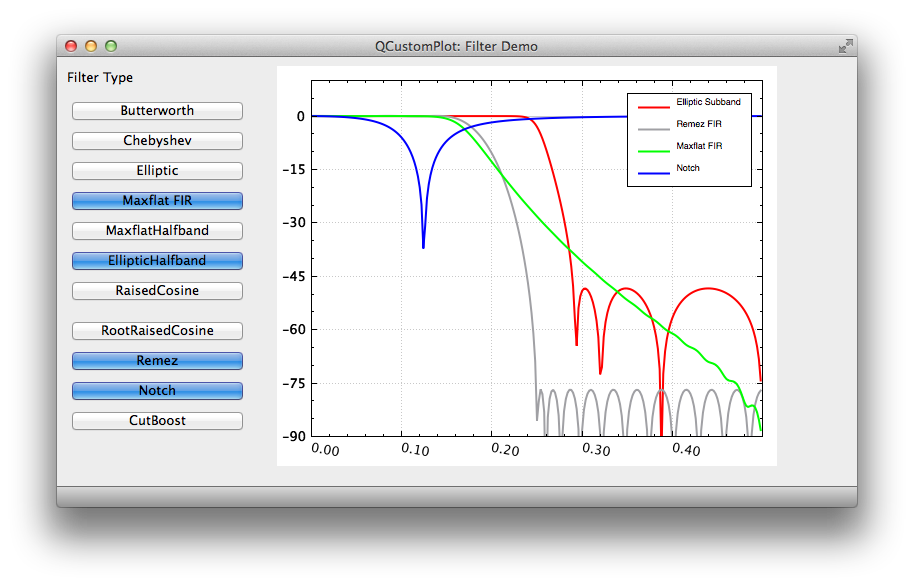 QCustomPlot: Filter Demo
Filter Type
Butterworth
Chebyshev
Elliptic
Maxflat FIR
MaxflatHalfband
EllipticHalfband
RaisedCosine
RootRaisedCosine
Remez
Notch
CutBoost
0
-15
-30
-45
-60
-75
-90
0.00
0.10
0.20
0.30
0.40
Elliptic Subband
Remez FIR
Maxflat FIR
Notch